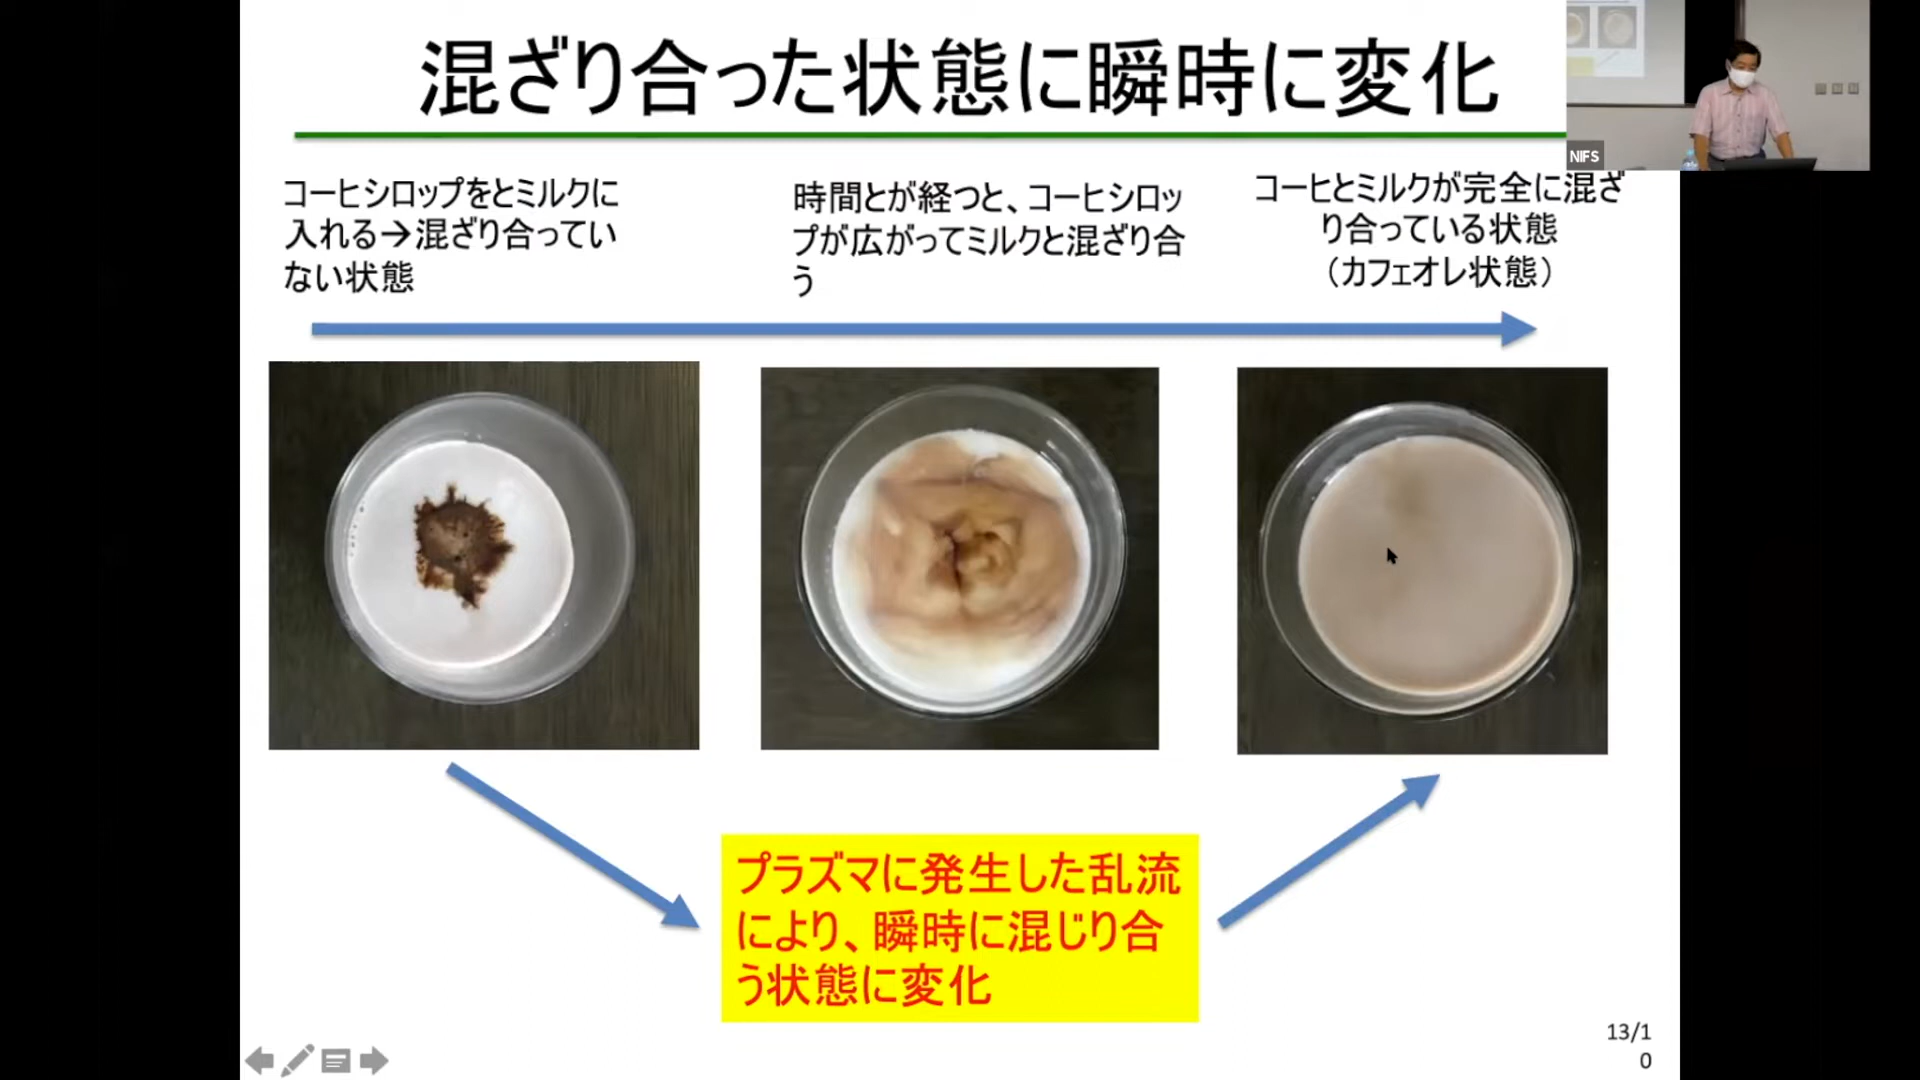 混ざり合った状態に瞬時に変化
NIFS
コーヒシロップをとミルクに
入れる→混ざり合ってい
ない状態
時間とが経つと、コーヒシロッ
プが広がってミルクと混ざり合
う
コーヒとミルクが完全に混ざ
り合っている状態
（カフェオレ状態）
プラズマに発生した乱流
により、瞬時に混じり合
う状態に変化
13/1
0